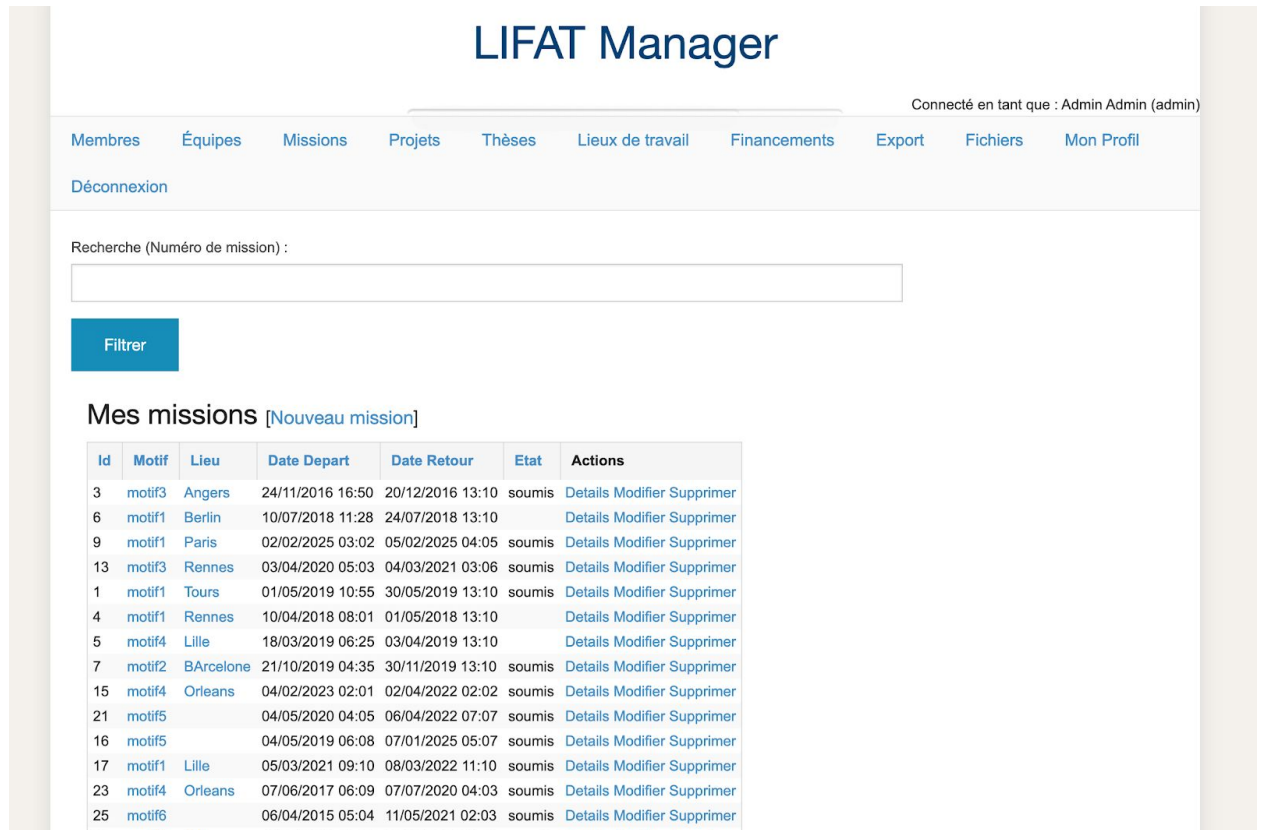 LIFAT Manager
Connecté en tant que : Admin Admin (admin)
Membres Équipes Missions Projets Thèses Lieux de travail Financements Export Fichiers Mon Profil
Déconnexion
Recherche (Numéro de mission) :
Filtrer
Mes missions [Nouveau mission]
Id Motif Lieu Date Depart Date Retour Etat Actions
3 motif3 Angers 24/11/2016 16:50 20/12/2016 13:10 soumis Details Modifier Supprimer
6 motif1 Berlin 10/07/2018 11:28 24/07/2018 13:10 Details Modifier Supprimer
9 motif1 Paris 02/02/2025 03:02 05/02/2025 04:05 soumis Details Modifier Supprimer
13 motif3 Rennes 03/04/2020 05:03 04/03/2021 03:06 soumis Details Modifier Supprimer
1 motif1 Tours 01/05/2019 10:55 30/05/2019 13:10 soumis Details Modifier Supprimer
4 motif1 Rennes 10/04/2018 08:01 01/05/2018 13:10 Details Modifier Supprimer
5 motif4 Lille 18/03/2019 06:25 03/04/2019 13:10 Details Modifier Supprimer
7 motif2 BArcelone 21/10/2019 04:35 30/11/2019 13:10 soumis Details Modifier Supprimer
15 motif4 Orleans 04/02/2023 02:01 02/04/2022 02:02 soumis Details Modifier Supprimer
21 motif5 04/05/2020 04:05 06/04/2022 07:07 soumis Details Modifier Supprimer
16 motif5 04/05/2019 06:08 07/01/2025 05:07 soumis Details Modifier Supprimer
17 motif1 Lille 05/03/2021 09:10 08/03/2022 11:10 soumis Details Modifier Supprimer
23 motif4 Orleans 07/06/2017 06:09 07/07/2020 04:03 soumis Details Modifier Supprimer
25 motif6 06/04/2015 05:04 11/05/2021 02:03 soumis Details Modifier Supprimer